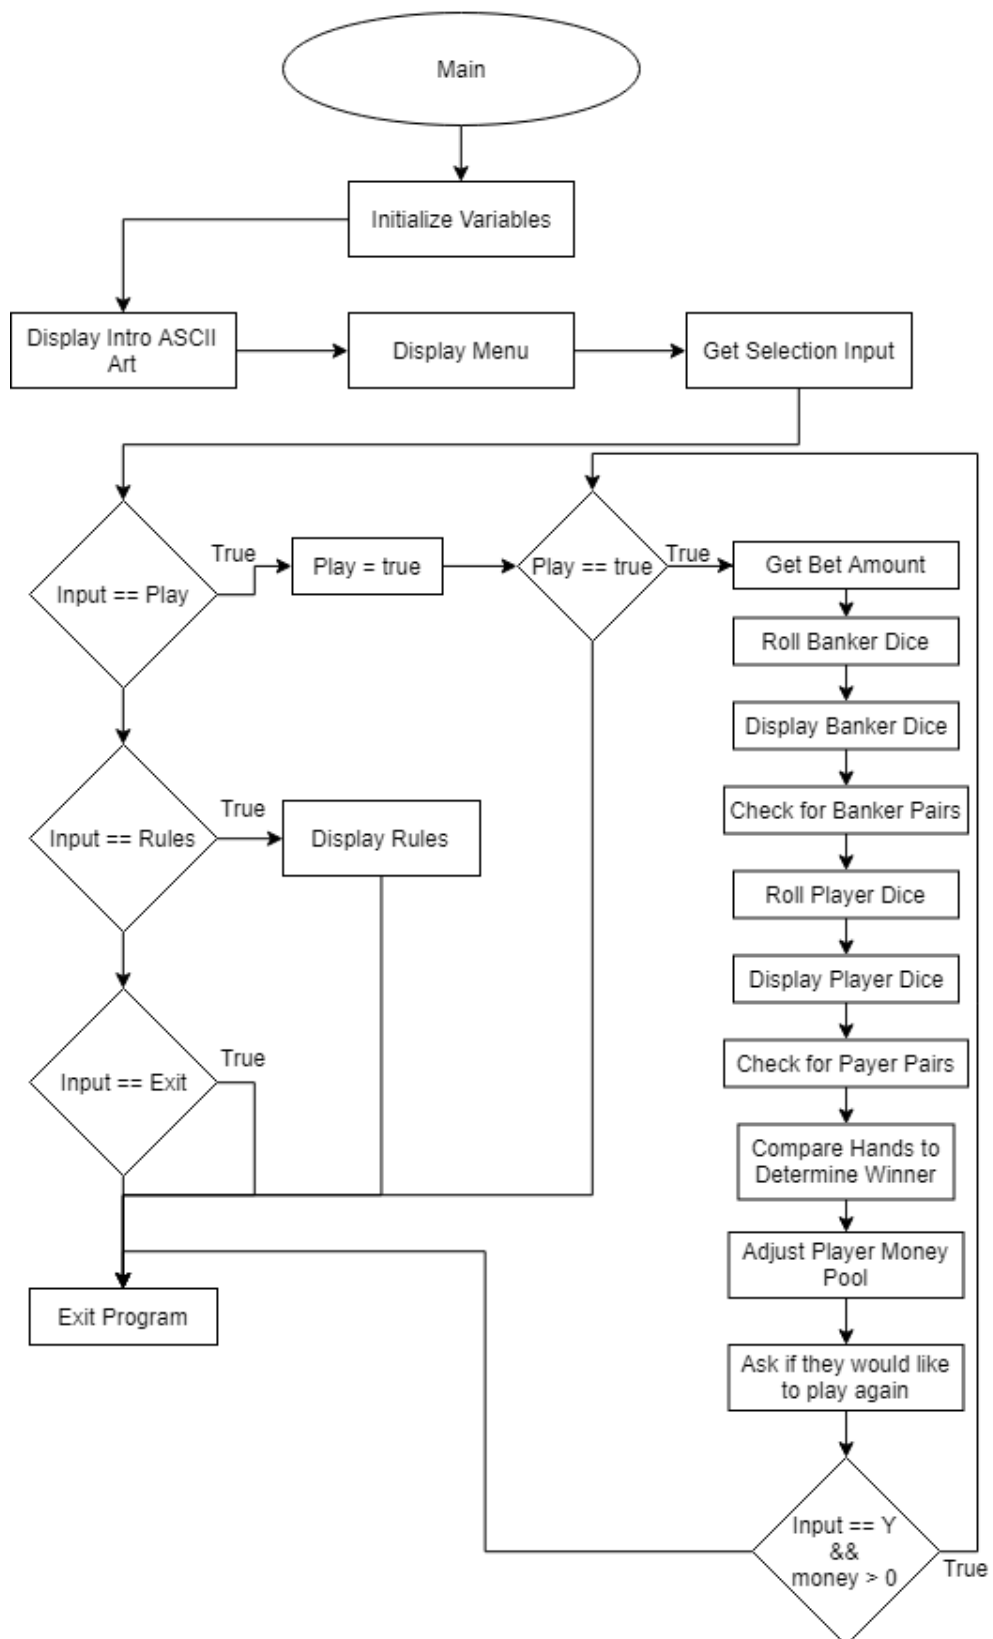 Main
Initialize Variables
Display Intro ASCII
Art
Display Menu
Get Selection Input
Input == Play
True
Play = true
Play == true
True
Get Bet Amount
Roll Banker Dice
Display Banker Dice
Check for Banker Pairs
Roll Player Dice
Display Player Dice
Check for Payer Pairs
Compare Hands to
Determine Winner
Adjust Player Money
Pool
Ask if they would like
to play again
Input == Y
&&
money > 0
True
Input == Rules
True
Display Rules
Input == Exit
True
Exit Program